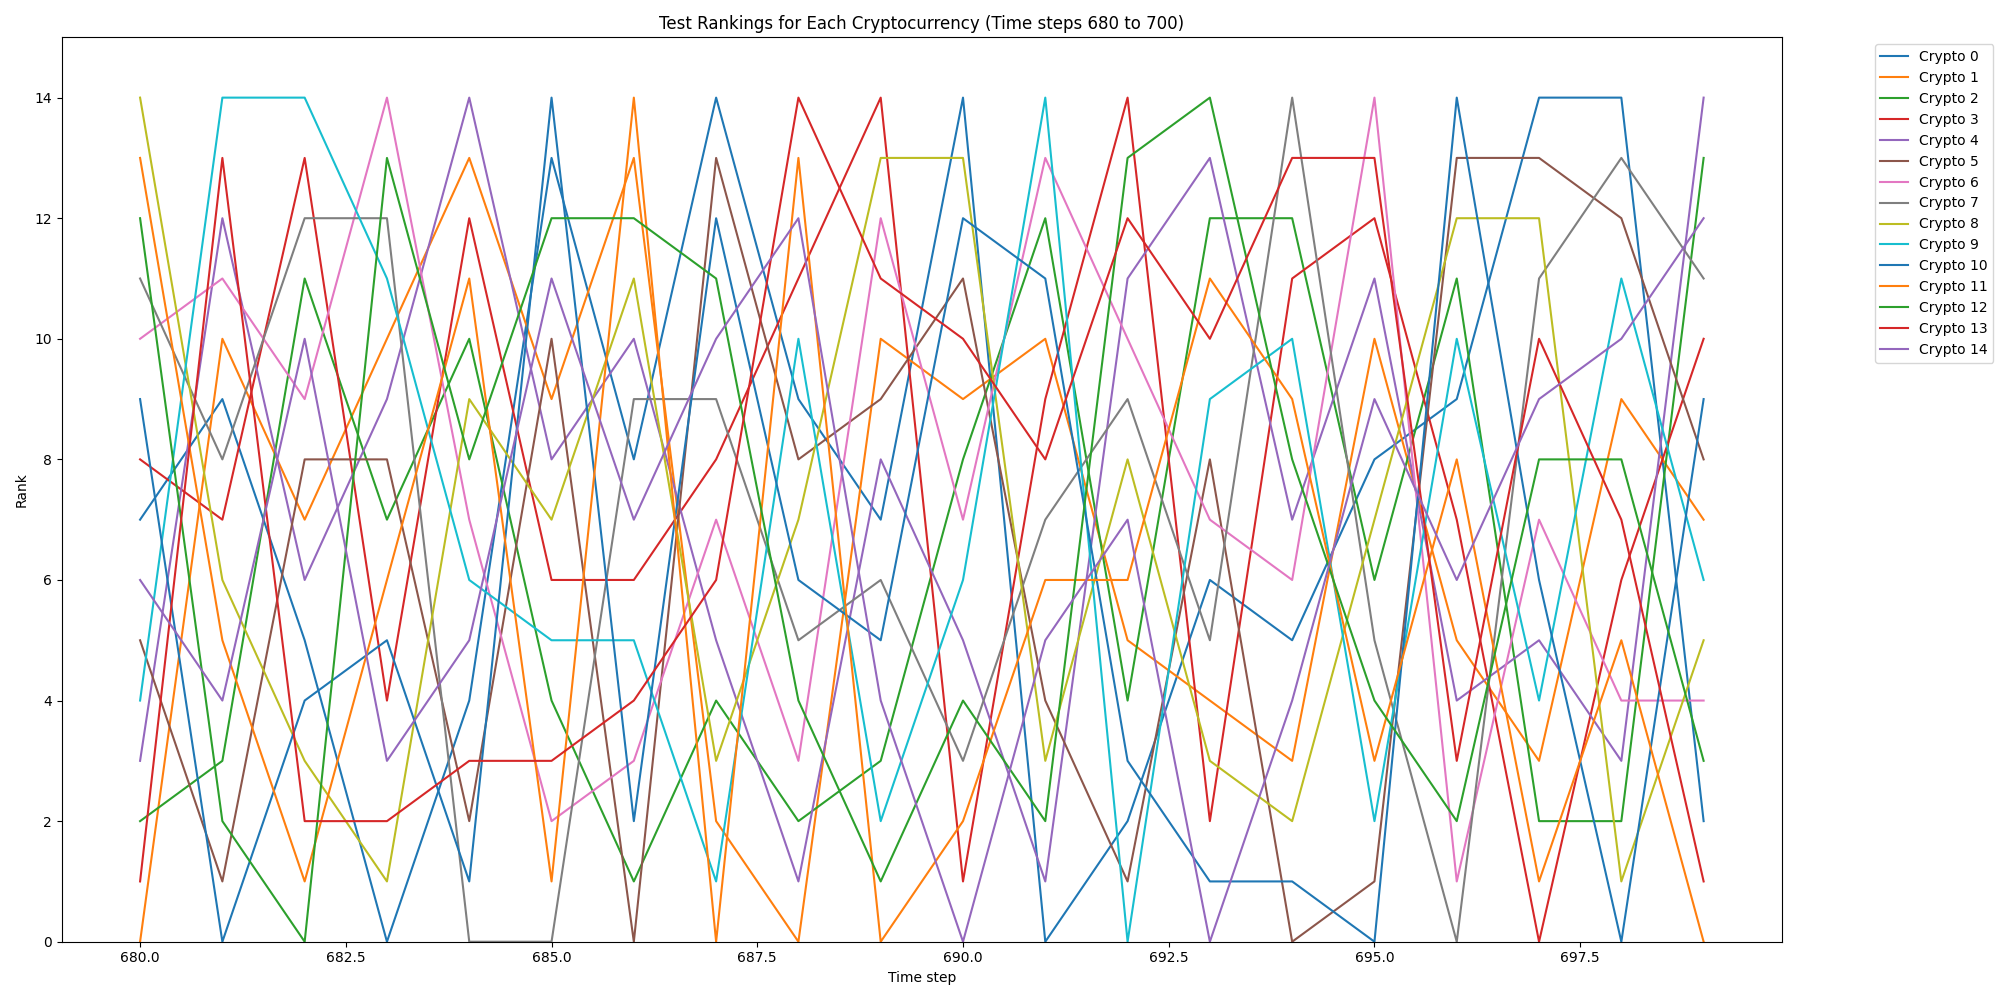 Test Rankings for Each Cryptocurrency (Time steps 680 to 700)
Crypto 0
Crypto 1
Crypto 2
Crypto 3
Crypto 4
Crypto 5
Crypto 6
Crypto 7
Crypto 8
Crypto 9
Crypto 10
Crypto 11
Crypto 12
Crypto 13
Crypto 14
Rank
14
12
10
8
6
4
2
0
680.0 682.5 685.0 687.5 690.0 692.5 695.0 697.5
Time step